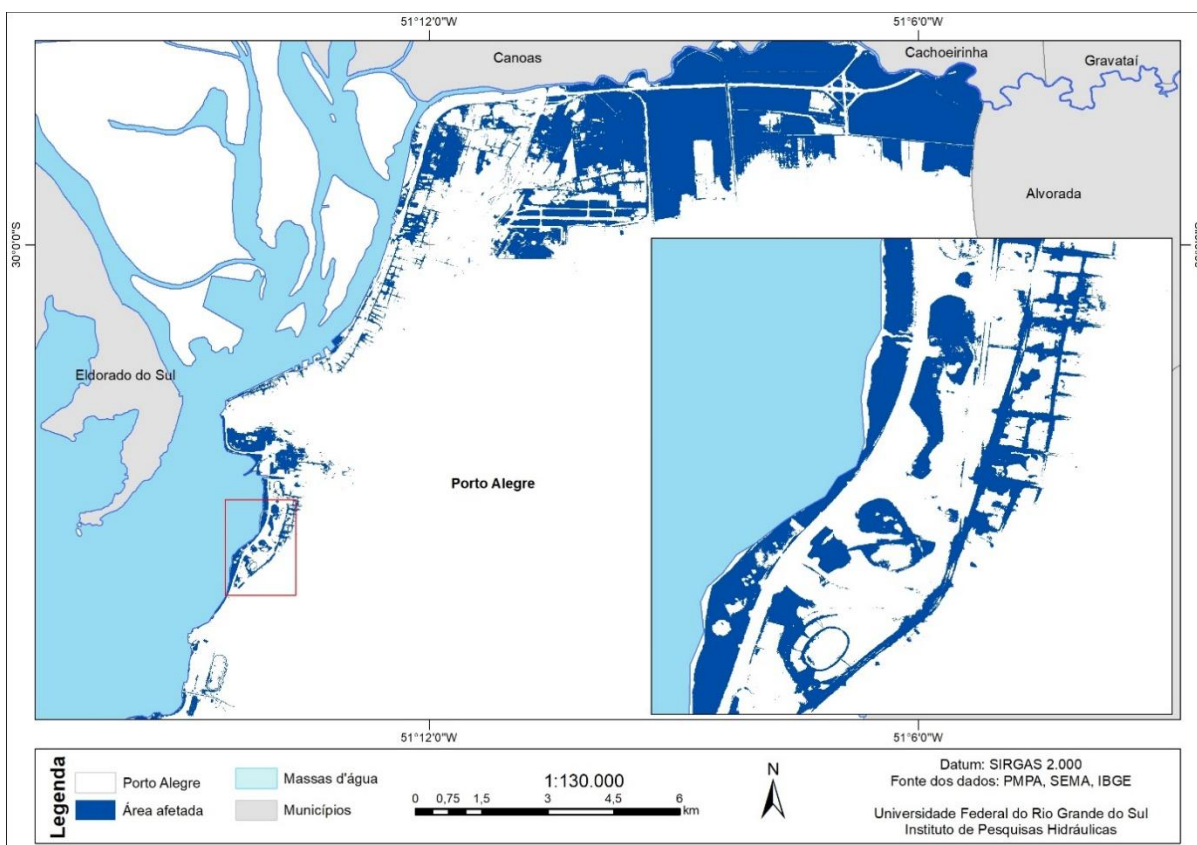 51°12'0"W
51°6'0"W
Canoas
Cachoeirinha
Gravataí
Alvorada
30°0'0"S
Eldorado do Sul
Porto Alegre
51°12'0"W
51°6'0"W
Legenda
Porto Alegre
Massas d'água
Área afetada
Municípios
1:130.000
0 0,75 1,5 3 4,5 6
km
N
Datum: SIRGAS 2.000
Fonte dos dados: PMPA, SEMA, IBGE
Universidade Federal do Rio Grande do Sul
Instituto de Pesquisas Hidráulicas